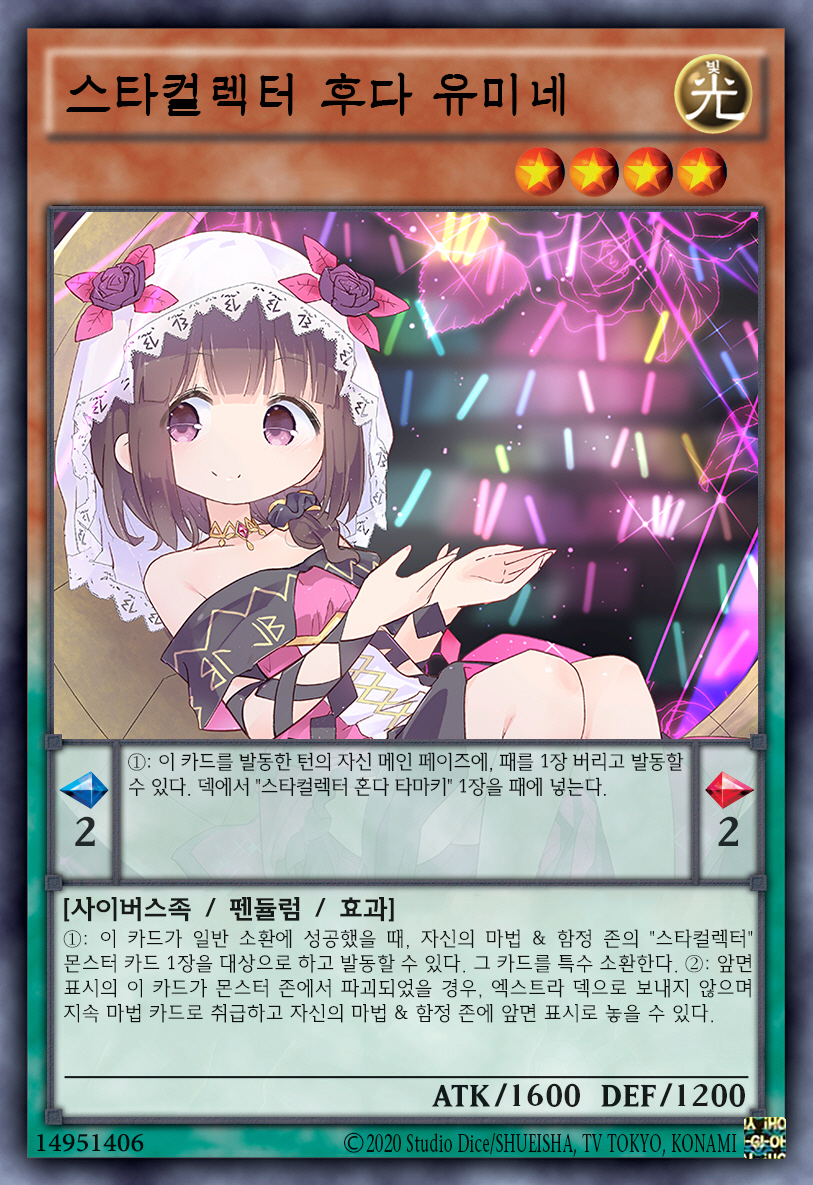 스타컬렉터 후다 유미네
빛
光
①: 이 카드를 발동한 턴의 자신 메인 페이즈에, 패를 1장 버리고 발동할
수 있다. 덱에서 "스타컬렉터 혼다 타마키" 1장을 패에 넣는다.
2
2
[사이버스족 / 펜듈럼 / 효과]
①: 이 카드가 일반 소환에 성공했을 때, 자신의 마법 & 함정 존의 "스타컬렉터"
몬스터 카드 1장을 대상으로 하고 발동할 수 있다. 그 카드를 특수 소환한다. ②: 앞면
표시의 이 카드가 몬스터 존에서 파괴되었을 경우, 엑스트라 덱으로 보내지 않으며
지속 마법 카드로 취급하고 자신의 마법 & 함정 존에 앞면 표시로 놓을 수 있다.
ATK/1600 DEF/1200
14951406
©2020 Studio Dice/SHUEISHA, TV TOKYO, KONAMI